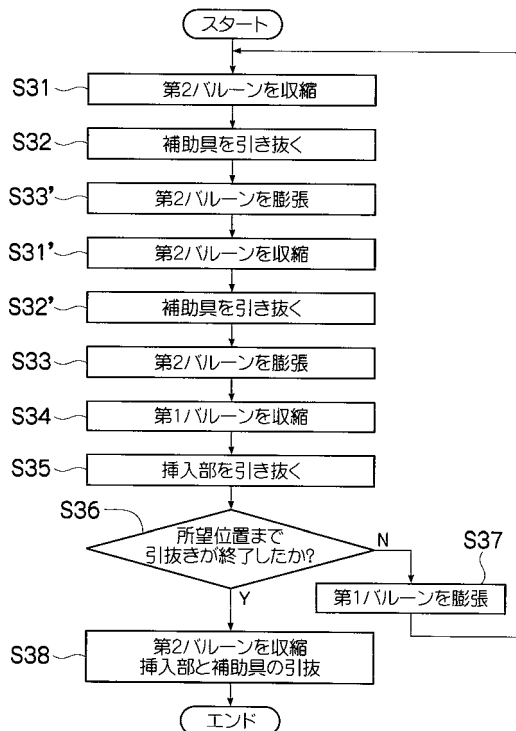 スタート
S31 第2バルーンを収縮
S32 補助具を引き抜く
S33' 第2バルーンを膨張
S31' 第2バルーンを収縮
S32' 補助具を引き抜く
S33 第2バルーンを膨張
S34 第1バルーンを収縮
S35 挿入部を引き抜く
S36
所望位置まで
引抜きが終了したか?
N
S37
第1バルーンを膨張
Y
S38
第2バルーンを収縮
挿入部と補助具の引抜
エンド